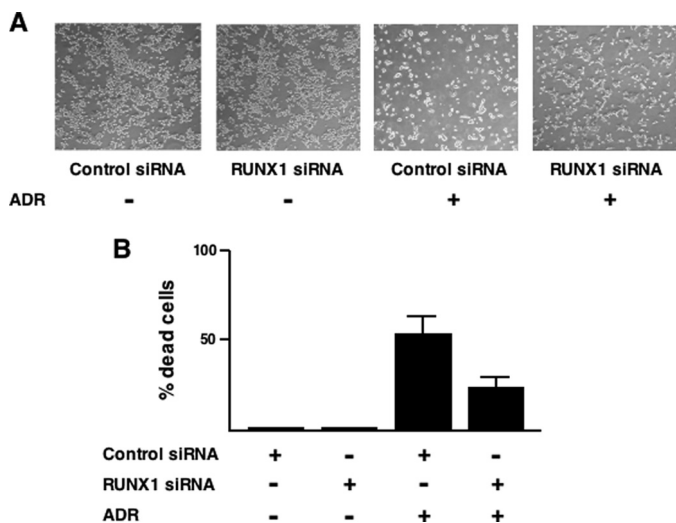 A
Control siRNA RUNX1 siRNA Control siRNA RUNX1 siRNA
ADR - - + +
B
100
50
% dead cells
Control siRNA + - + -
RUNX1 siRNA - + - +
ADR - - + +